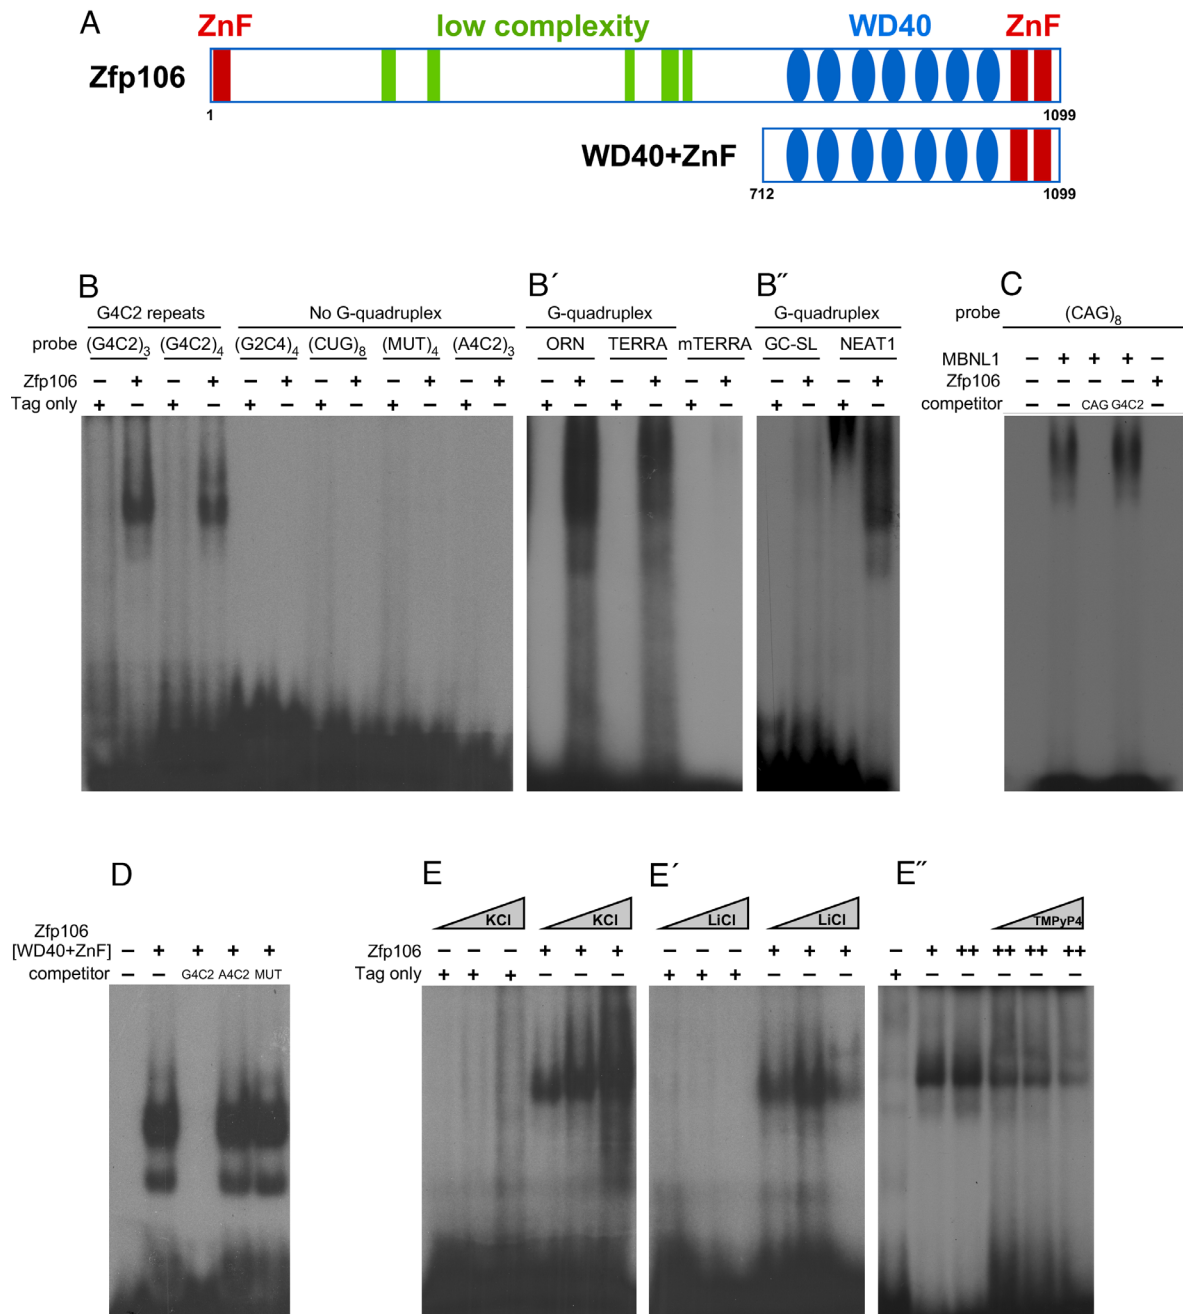 A
ZnF low complexity WD40 ZnF
Zfp106
1 1099
WD40+ZnF
712 1099
B
G4C2 repeats No G-quadruplex
probe (G4C2)3 (G4C2)4 (G2C4)4 (CUG)8 (MUT)4 (A4C2)3
Zfp106 − + − + − + − + − + − +
Tag only + − + − + − + − + − + −
B´
G-quadruplex
ORN TERRA mTERRA
− + − + − +
+ − + − + −
B˝
G-quadruplex
GC-SL NEAT1
− + − +
+ − + −
C
probe (CAG)8
MBNL1 − + + + −
Zfp106 − − − − +
competitor − − CAG G4C2 −
D
Zfp106
[WD40+ZnF] − + + + +
competitor − − G4C2 A4C2 MUT
E
KCl KCl
Zfp106 − − − + + +
Tag only + + + − − −
E´
LiCl LiCl
− − − + + +
+ + + − − −
E˝
TMPyP4
− + ++ ++ ++ ++
+ − − − − −